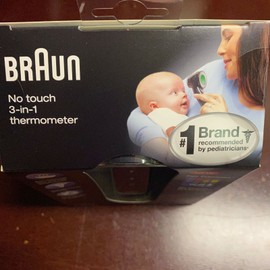 BRAUN
No touch
3-in-1
thermometer
#1 Brand
recommended
by pediatricians*